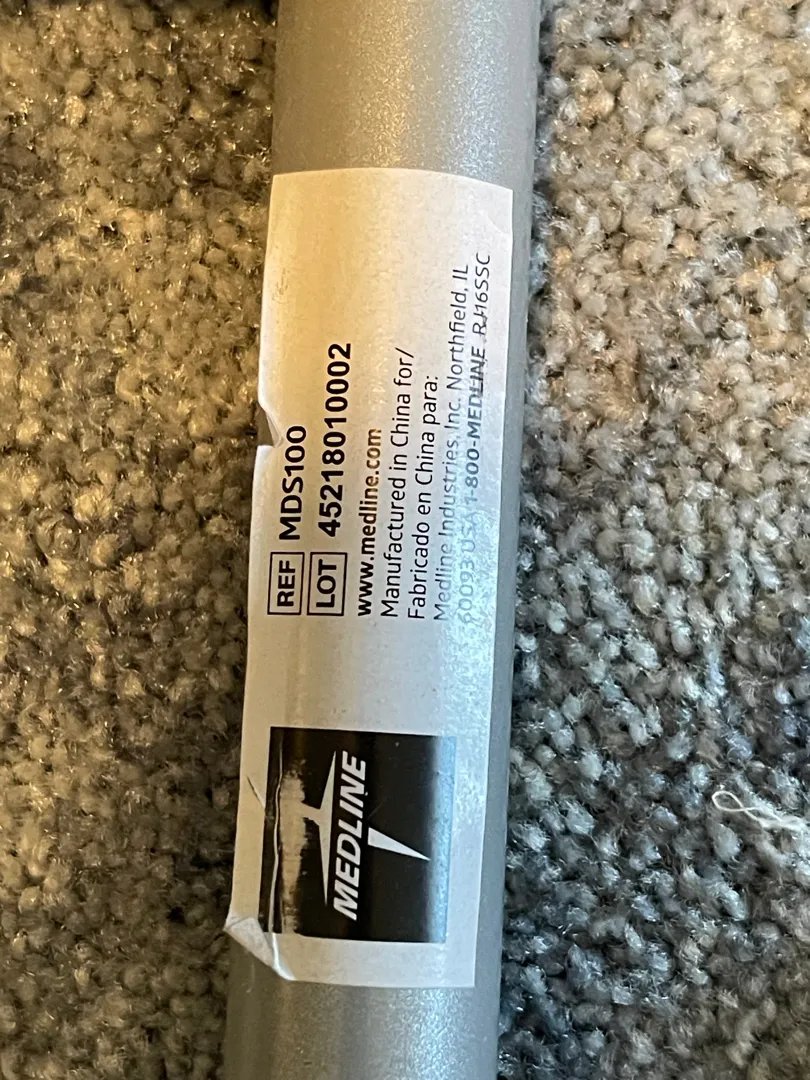 REF MDS100
LOT 45218010002
www.medline.com
Manufactured in China for/
Fabricado en China para:
Medline Industries, Inc. Northfield, IL
60093 USA 1-800-MEDLINE RJ16SSC
MEDLINE